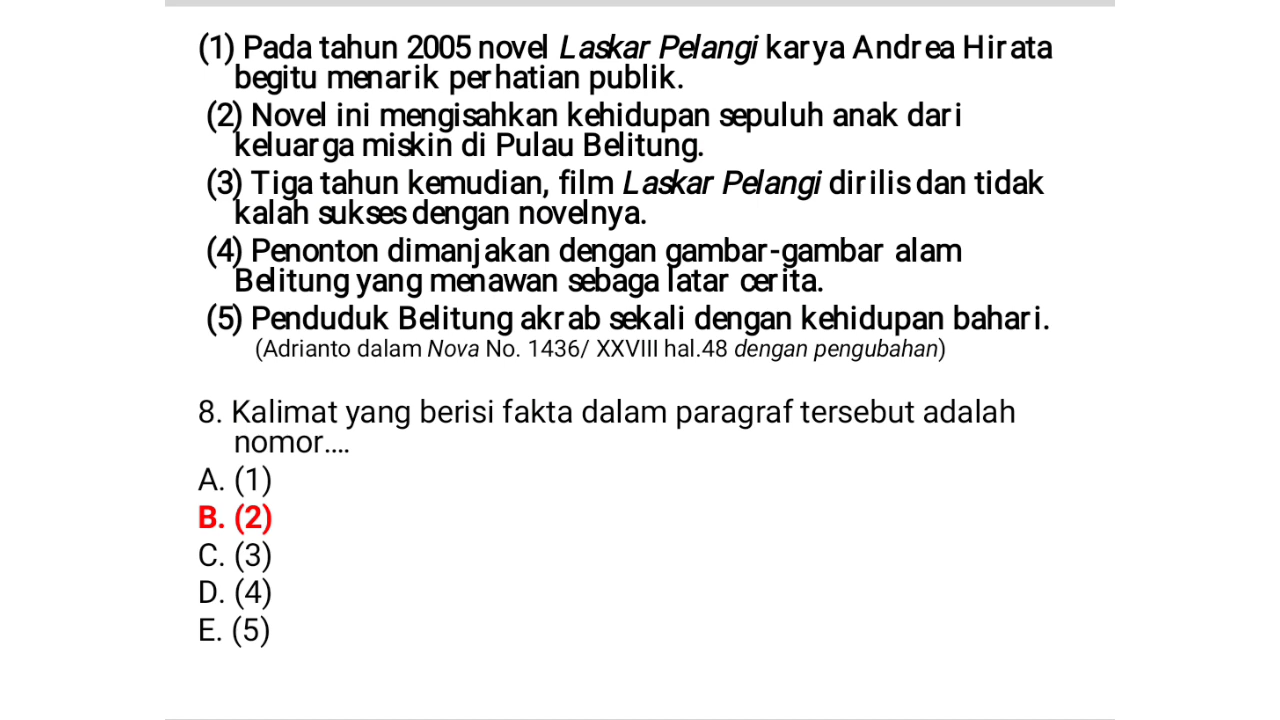 (1) Pada tahun 2005 novel Laskar Pelangi karya Andrea Hirata
begitu menarik perhatian publik.
(2) Novel ini mengisahkan kehidupan sepuluh anak dari
keluarga miskin di Pulau Belitung.
(3) Tiga tahun kemudian, film Laskar Pelangi dirilis dan tidak
kalah sukses dengan novelnya.
(4) Penonton dimanjakan dengan gambar-gambar alam
Belitung yang menawan sebaga latar cerita.
(5) Penduduk Belitung akrab sekali dengan kehidupan bahari.
(Adrianto dalam Nova No. 1436/ XXVIII hal.48 dengan pengubahan)
8. Kalimat yang berisi fakta dalam paragraf tersebut adalah
nomor....
A. (1)
B. (2)
C. (3)
D. (4)
E. (5)